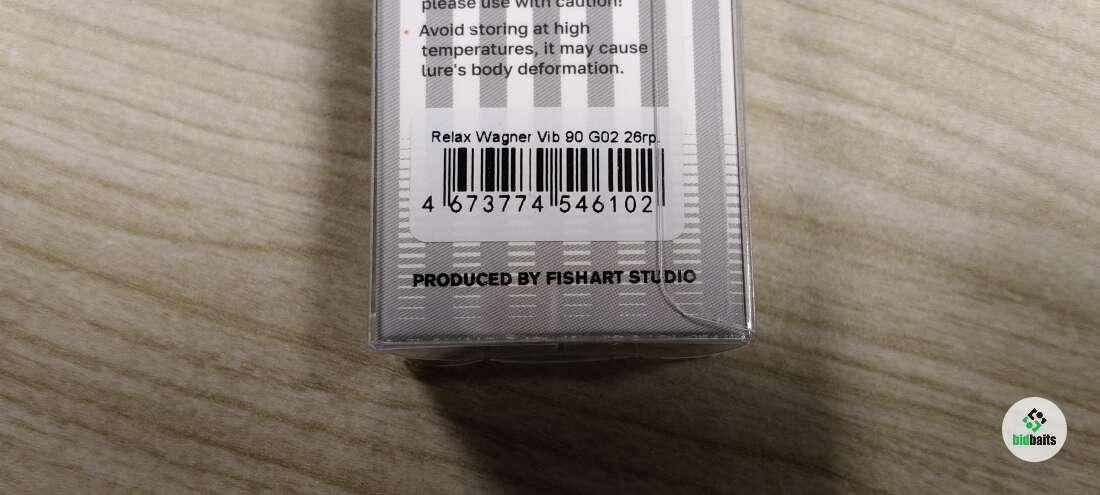 please use with caution!
Avoid storing at high
temperatures, it may cause
lure's body deformation.
Relax Wagner Vib 90 G02 26гр.
4 673774 546102
PRODUCED BY FISHART STUDIO
bidbaits